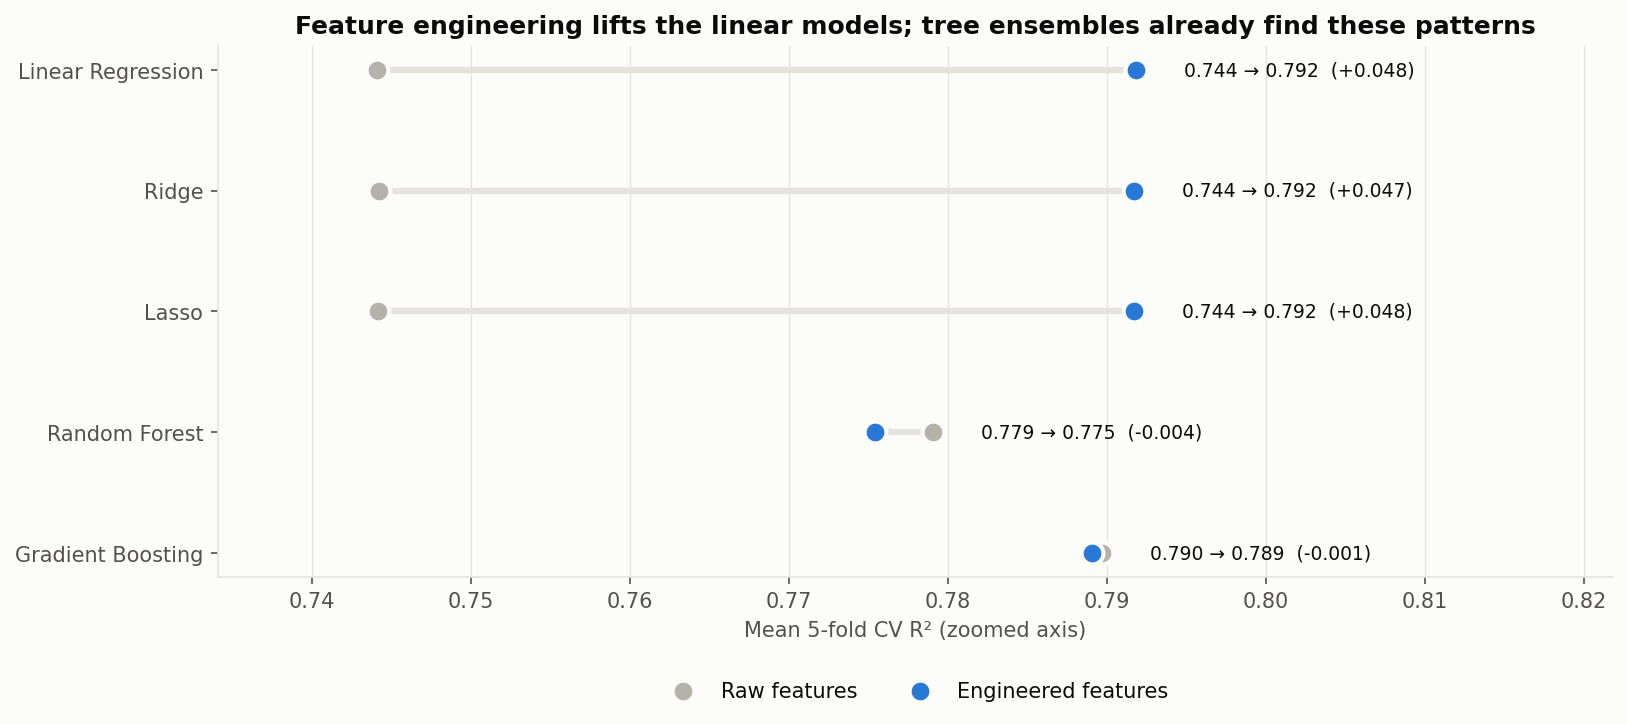 Feature engineering lifts the linear models; tree ensembles already find these patterns
Linear Regression
0.744 → 0.792 (+0.048)
Ridge
0.744 → 0.792 (+0.047)
Lasso
0.744 → 0.792 (+0.048)
Random Forest
0.779 → 0.775 (-0.004)
Gradient Boosting
0.790 → 0.789 (-0.001)
0.74 0.75 0.76 0.77 0.78 0.79 0.80 0.81 0.82
Mean 5-fold CV R² (zoomed axis)
Raw features Engineered features